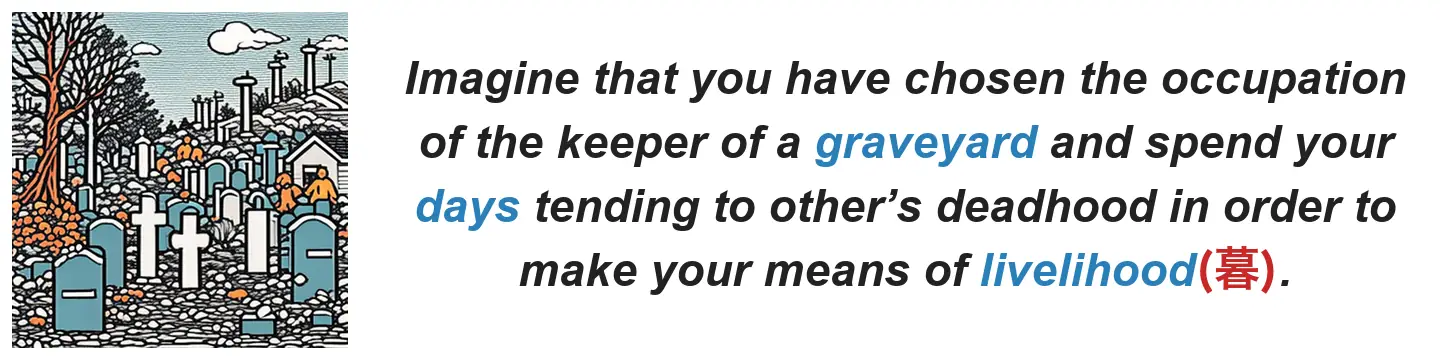 Imagine that you have chosen the occupation
of the keeper of a graveyard and spend your
days tending to other’s deadhood in order to
make your means of livelihood(暮).